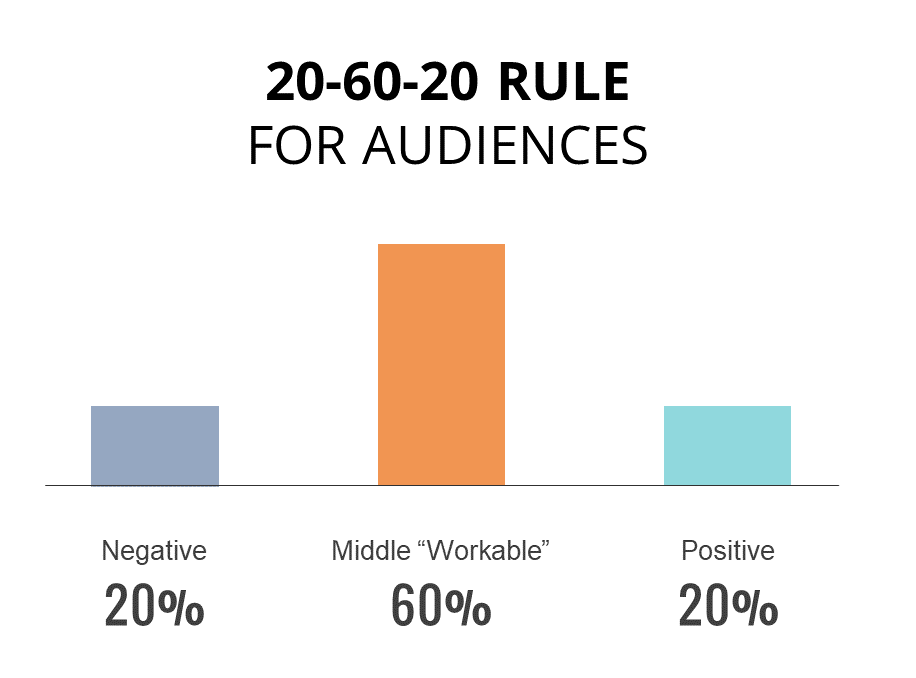 20-60-20 RULE
FOR AUDIENCES
Negative
20%
Middle “Workable”
60%
Positive
20%